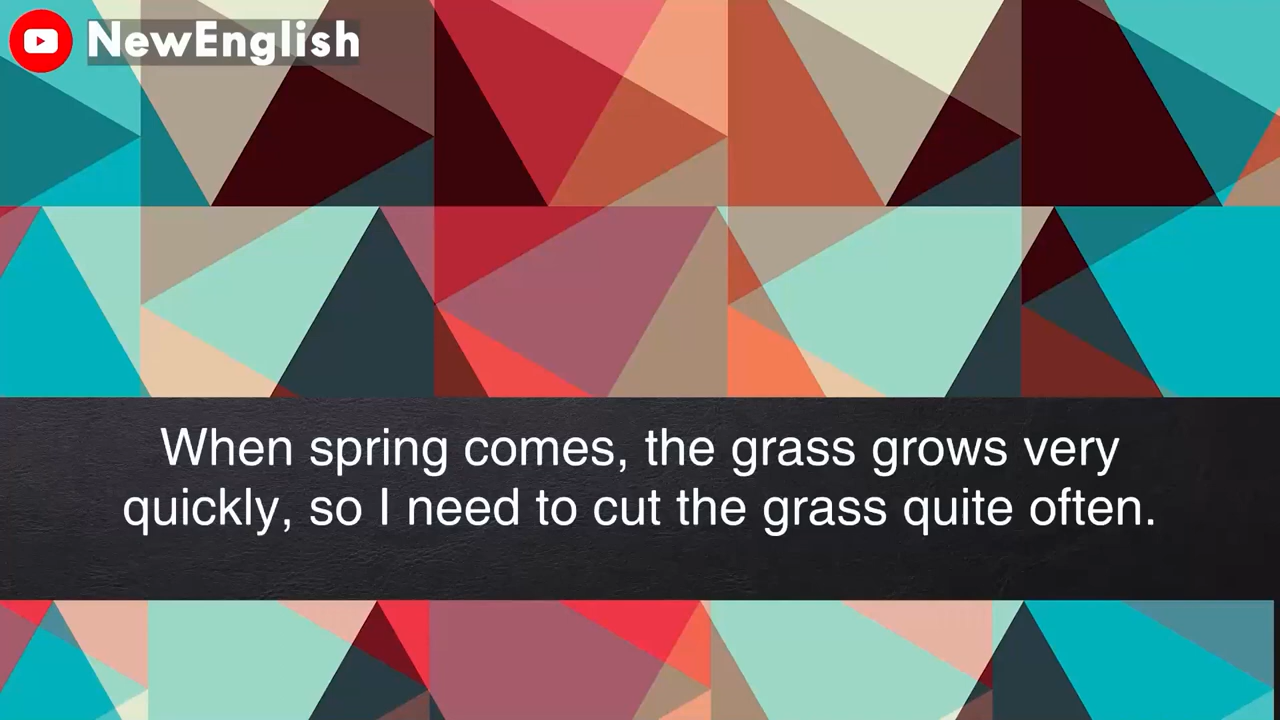 NewEnglish
When spring comes, the grass grows very
quickly, so I need to cut the grass quite often.